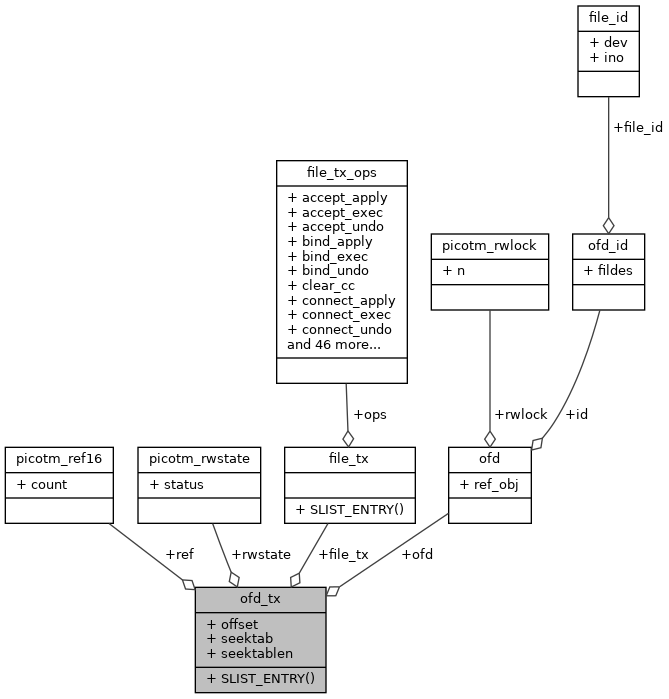 file_id
+ dev
+ ino
+file_id
file_tx_ops
+ accept_apply
+ accept_exec
+ accept_undo
+ bind_apply
+ bind_exec
+ bind_undo
+ clear_cc
+ connect_apply
+ connect_exec
+ connect_undo
and 46 more...
picotm_rwlock
+ n
ofd_id
+ fildes
+ops
+rwlock
+id
picotm_ref16
+ count
picotm_rwstate
+ status
file_tx
+ SLIST_ENTRY()
ofd
+ ref_obj
+ref
+rwstate
+file_tx
+ofd
ofd_tx
+ offset
+ seektab
+ seektablen
+ SLIST_ENTRY()